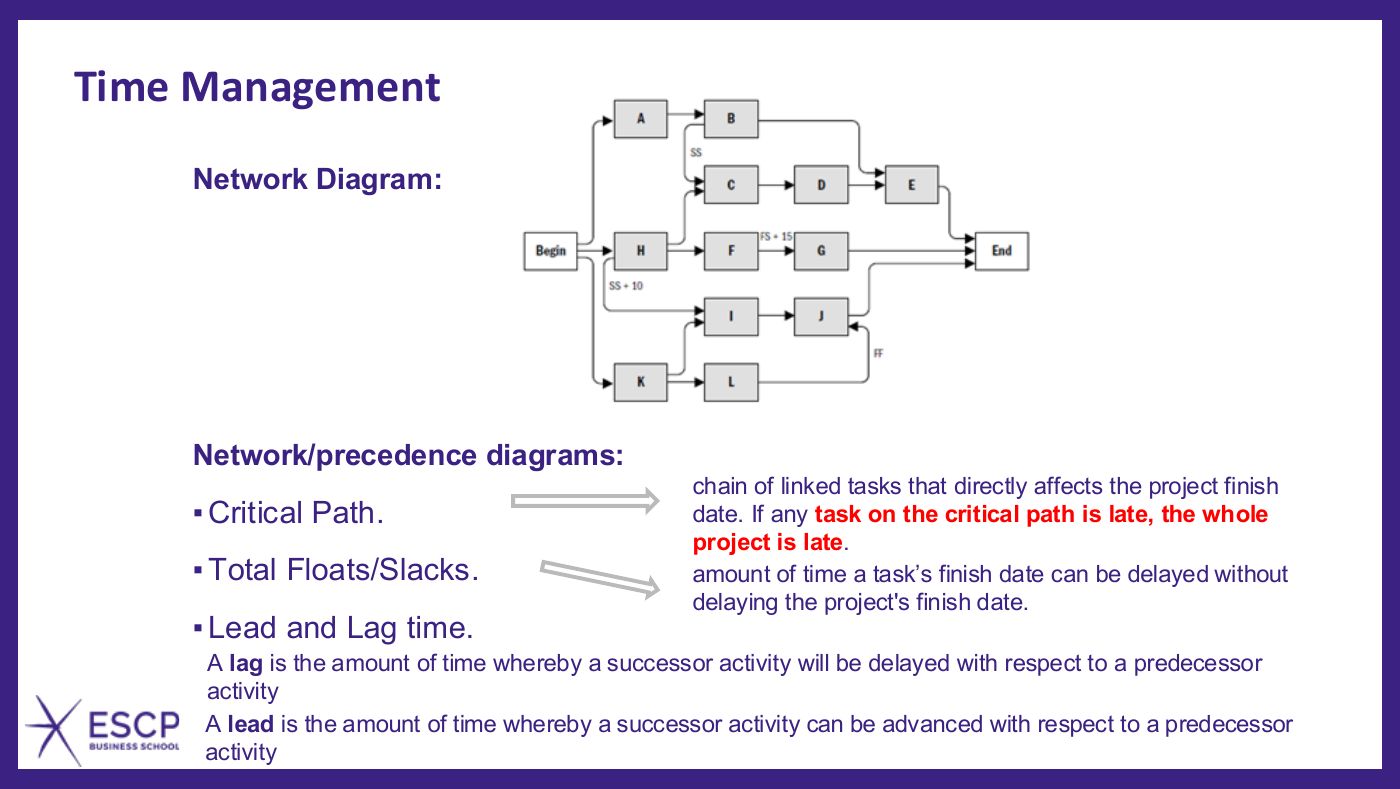 Time Management
Network Diagram:
A
B
SS
C
D
E
Begin
H
F
FS + 15
G
End
SS + 10
I
J
FF
K
L
Network/precedence diagrams:
▪ Critical Path.
chain of linked tasks that directly affects the project finish
date. If any task on the critical path is late, the whole
project is late.
▪ Total Floats/Slacks.
amount of time a task’s finish date can be delayed without
delaying the project's finish date.
▪ Lead and Lag time.
A lag is the amount of time whereby a successor activity will be delayed with respect to a predecessor
activity
A lead is the amount of time whereby a successor activity can be advanced with respect to a predecessor
activity
ESCP
BUSINESS SCHOOL